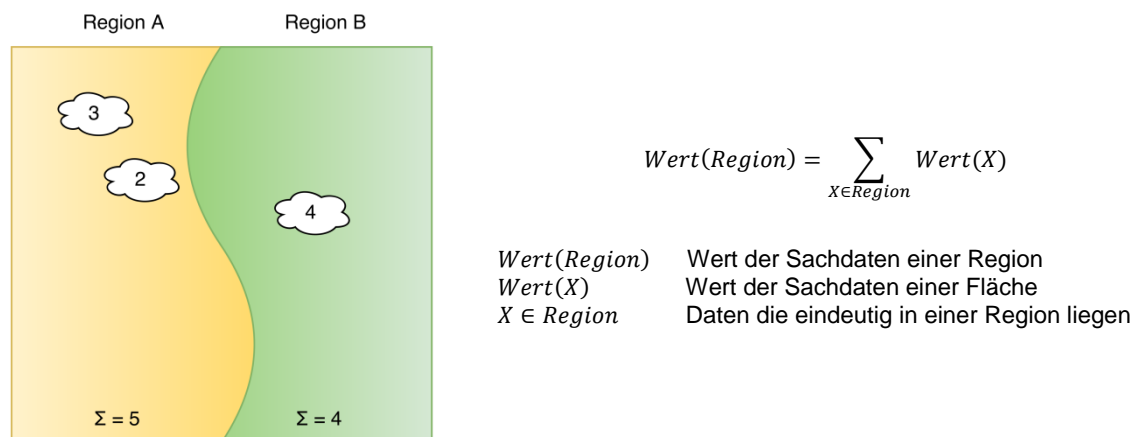 Region A Region B
3
2
4
Σ = 5 Σ = 4
Wert(Region) = ∑ Wert(X)
X∈Region
Wert(Region) Wert der Sachdaten einer Region
Wert(X) Wert der Sachdaten einer Fläche
X ∈ Region Daten die eindeutig in einer Region liegen